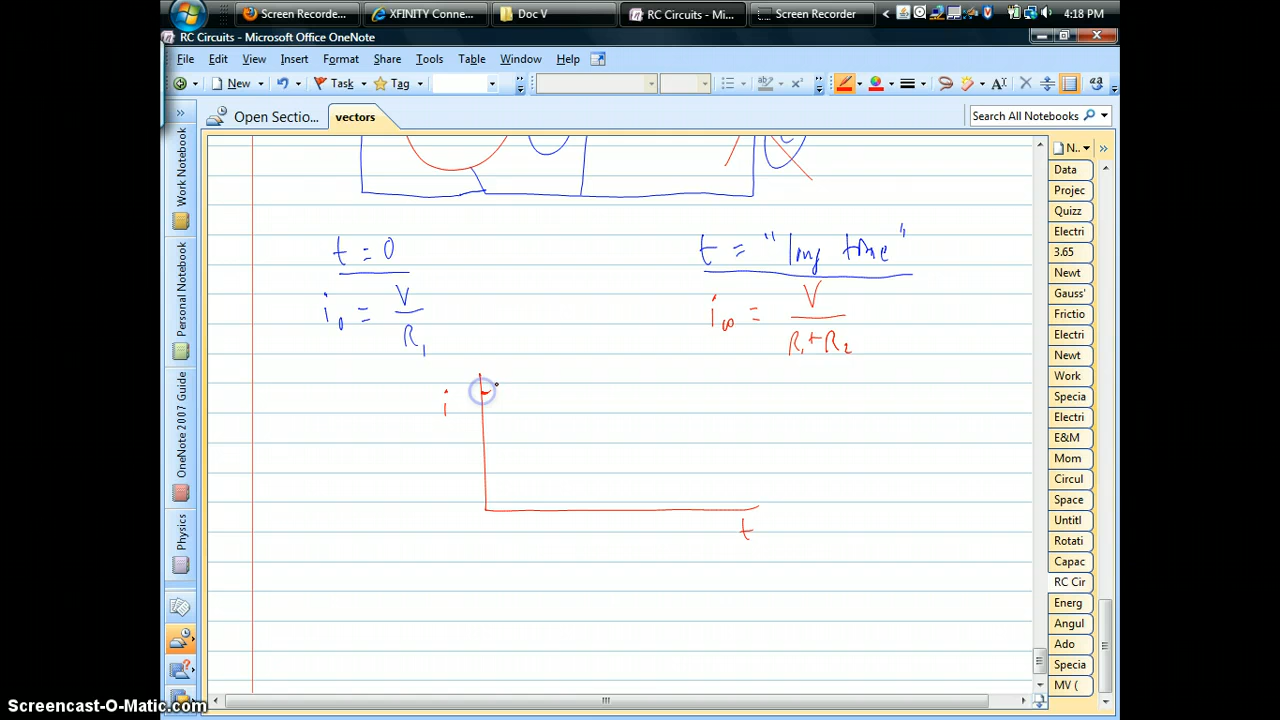 Screen Recorde...
XFINITY Conne...
Doc V
RC Circuits - Mi...
Screen Recorder
4:18 PM
RC Circuits - Microsoft Office OneNote
File Edit View Insert Format Share Tools Table Window Help
New Task Tag
Open Sectio... vectors
Search All Notebooks
N..
Work Notebook
Personal Notebook
OneNote 2007 Guide
Physics
Data
Projec
Quizz
Electri
3.65
Newt
Gauss'
Frictio
Electri
Newt
Work
Specia
Electri
E&M
Mom
Circul
Space
Untitl
Rotati
Capac
RC Cir
Energ
Angul
Ado
Specia
MV (
t = 0
t = "long time"
i0 = V/R1
i∞ = V/R1+R2
i
t
Screencast-O-Matic.com